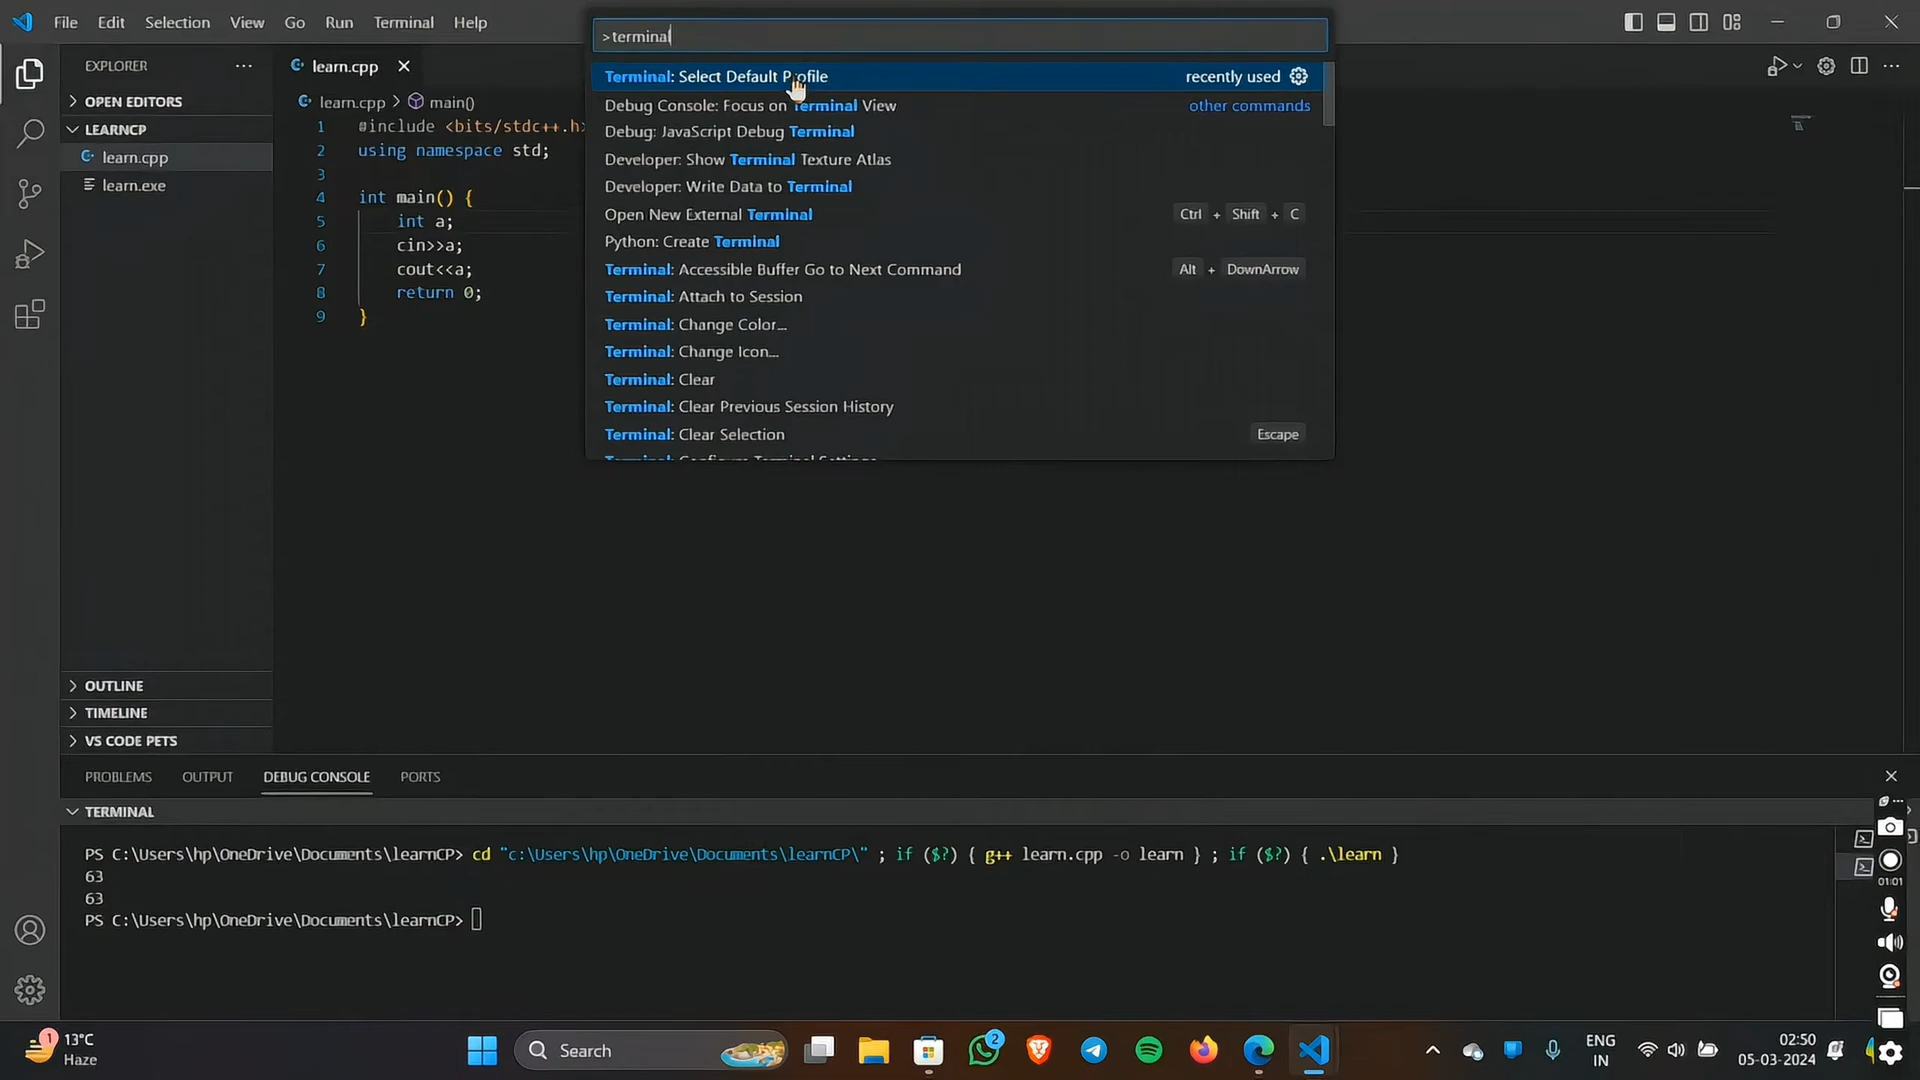 File Edit Selection View Go Run Terminal Help
>terminal
Terminal: Select Default Profile recently used
Debug Console: Focus on Terminal View other commands
Debug: JavaScript Debug Terminal
Developer: Show Terminal Texture Atlas
Developer: Write Data to Terminal
Open New External Terminal Ctrl + Shift + C
Python: Create Terminal
Terminal: Accessible Buffer Go to Next Command Alt + DownArrow
Terminal: Attach to Session
Terminal: Change Color...
Terminal: Change Icon...
Terminal: Clear
Terminal: Clear Previous Session History
Terminal: Clear Selection Escape
Terminal: Configure Terminal Settings
EXPLORER
OPEN EDITORS
LEARNCP
learn.cpp
learn.exe
OUTLINE
TIMELINE
VS CODE PETS
learn.cpp
learn.cpp > main()
1 #include <bits/stdc++.h>
2 using namespace std;
3
4 int main() {
5 int a;
6 cin>>a;
7 cout<<a;
8 return 0;
9 }
PROBLEMS OUTPUT DEBUG CONSOLE PORTS
TERMINAL
PS C:\Users\hp\OneDrive\Documents\learnCP> cd "c:\Users\hp\OneDrive\Documents\learnCP\" ; if ($?) { g++ learn.cpp -o learn } ; if ($?) { .\learn }
63
63
PS C:\Users\hp\OneDrive\Documents\learnCP>
01:01
1
13°C
Haze
Search
2
ENG
IN
02:50
05-03-2024